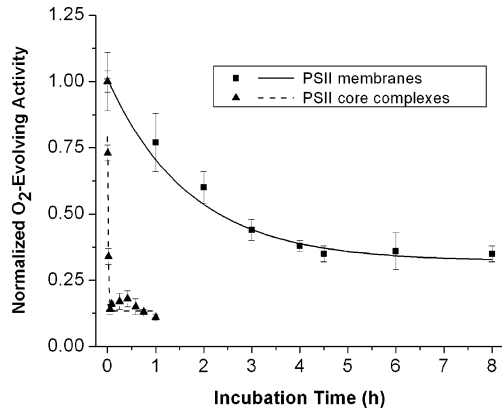 Normalized O2-Evolving Activity
1.25
1.00
0.75
0.50
0.25
0.00
PSII membranes
PSII core complexes
0 1 2 3 4 5 6 7 8
Incubation Time (h)